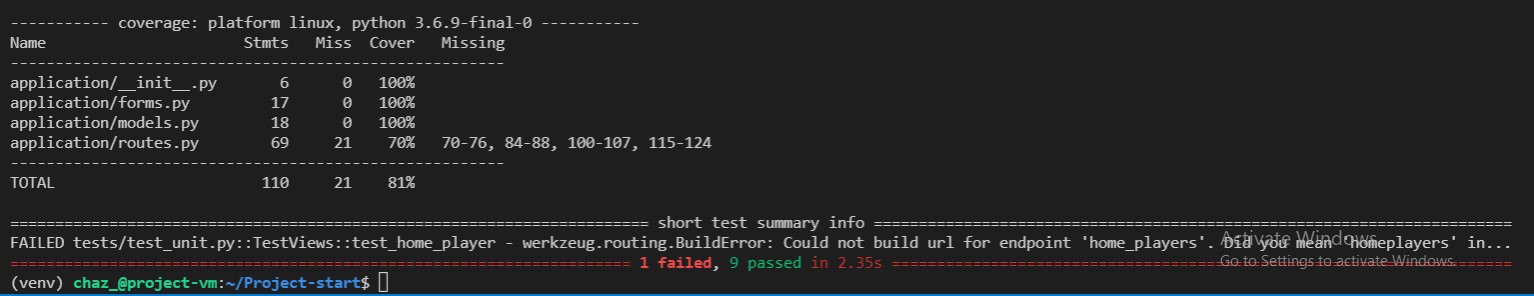 ----------- coverage: platform linux, python 3.6.9-final-0 -----------
Name                          Stmts   Miss  Cover   Missing
-------------------------------------------------------
application/__init__.py       6      0   100%
application/forms.py         17      0   100%
application/models.py        18      0   100%
application/routes.py        69     21    70%   70-76, 84-88, 100-107, 115-124
-------------------------------------------------------
TOTAL                       110     21    81%
======================================================================= short test summary info =======================================================================
FAILED tests/test_unit.py::TestViews::test_home_player - werkzeug.routing.BuildError: Could not build url for endpoint 'home_players'. Did you mean 'homeplayers' in...
Activate Windows
===================================================================== 1 failed, 9 passed in 2.35s =====================================================================
Go to Settings to activate Windows.
(venv) chaz_@project-vm:~/Project-start$